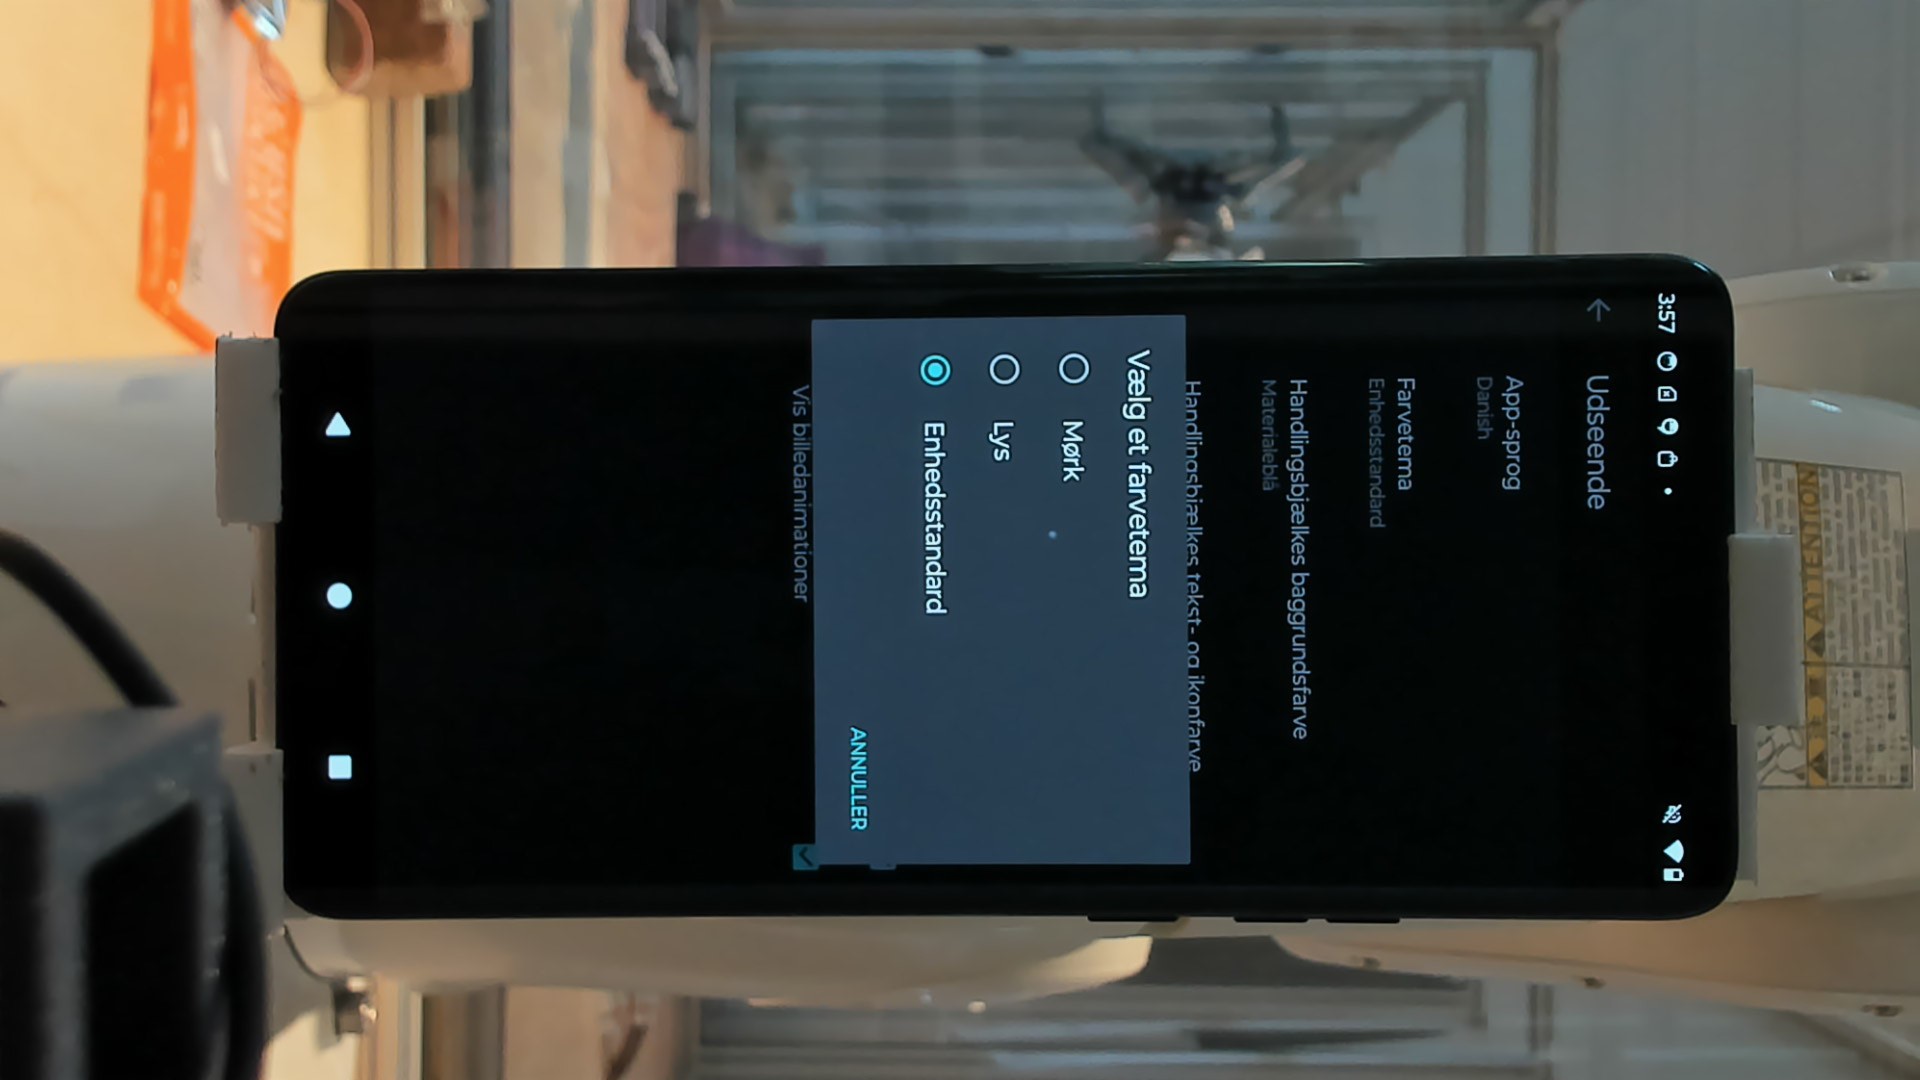 3:57
Udseende
App-sprog
Danish
Farvetema
Enhedsstandard
Handlingsbjælkes baggrundsfarve
Materialeblå
Handlingsbjælkes tekst- og ikonfarve
Vælg et farvetema
Mørk
Lys
Enhedsstandard
ANNULLER
Vis billedanimationer